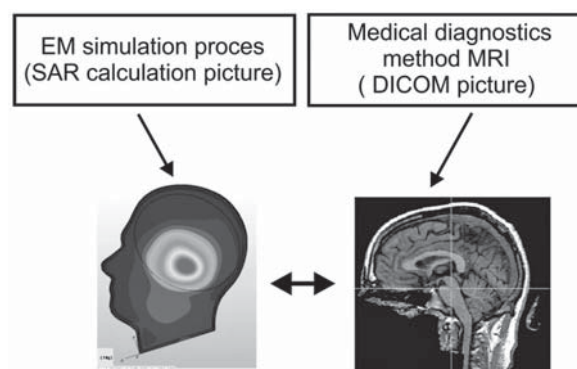 EM simulation proces
(SAR calculation picture)
Medical diagnostics
method MRI
( DICOM picture)